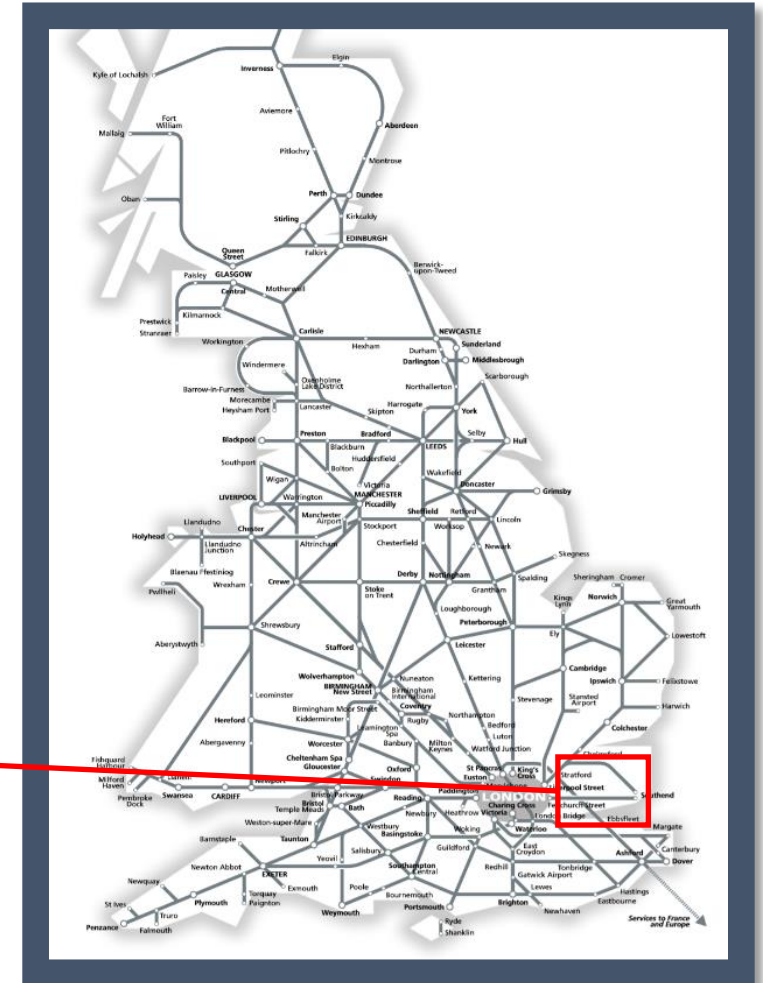 Elgin
Inverness
Kyle of Lochalsh
Aviemore
Fort
William
Mallaig
Aberdeen
Pitlochry
Montrose
Oban
Perth
Dundee
Stirling
Kirkcaldy
EDINBURGH
Queen
Street
Falkirk
Berwick-
upon-Tweed
Paisley
GLASGOW
Central
Motherwell
Kilmarnock
Prestwick
Stranraer
Carlisle
NEWCASTLE
Workington
Hexham
Sunderland
Durham
Darlington
Middlesbrough
Windermere
Oxenholme
Lake District
Scarborough
Barrow-in-Furness
Northallerton
Morecambe
Heysham Port
Lancaster
Harrogate
York
Skipton
Blackpool
Preston
Bradford
Selby
Hull
Blackburn
LEEDS
Huddersfield
Southport
Bolton
Wakefield
Wigan
Victoria
Doncaster
MANCHESTER
Piccadilly
Grimsby
LIVERPOOL
Warrington
Sheffield
Retford
Manchester
Airport
Stockport
Worksop
Lincoln
Llandudno
Holyhead
Chester
Llandudno
Junction
Altrincham
Chesterfield
Newark
Skegness
Blaenau Ffestiniog
Pwllheli
Wrexham
Crewe
Stoke
on Trent
Derby
Nottingham
Grantham
Spalding
Sheringham
Cromer
Kings
Lynn
Norwich
Great
Yarmouth
Loughborough
Peterborough
Shrewsbury
Aberystwyth
Stafford
Leicester
Ely
Lowestoft
Wolverhampton
BIRMINGHAM
New Street
Nuneaton
Birmingham
International
Kettering
Cambridge
Ipswich
Felixstowe
Leominster
Birmingham Moor Street
Kidderminster
Coventry
Rugby
Northampton
Stevenage
Stansted
Airport
Harwich
Hereford
Leamington
Spa
Bedford
Colchester
Abergavenny
Worcester
Banbury
Milton
Keynes
Luton
Watford Junction
Cheltenham Spa
Gloucester
Oxford
St Pancras
Euston
King's
Cross
Chelmsford
Fishguard
Harbour
Stratford
Milford
Haven
Llanelli
Newport
Swindon
Marylebone
Liverpool Street
Pembroke
Dock
Swansea
CARDIFF
Bristol Parkway
Reading
Paddington
LONDON
Southend
Bristol
Temple Meads
Bath
Charing Cross
Fenchurch Street
Weston-super-Mare
Newbury
Heathrow
Victoria
London Bridge
Ebbsfleet
Barnstaple
Taunton
Westbury
Basingstoke
Woking
Waterloo
Margate
Newton Abbot
Yeovil
Salisbury
Guildford
East
Croydon
Canterbury
Ashford
Dover
EXETER
Southampton
Central
Redhill
Gatwick Airport
Tonbridge
Newquay
Exmouth
Poole
Bournemouth
Lewes
Hastings
St Ives
Plymouth
Torquay
Paignton
Weymouth
Portsmouth
Brighton
Newhaven
Eastbourne
Truro
Penzance
Falmouth
Ryde
Shanklin
Services to France
and Europe